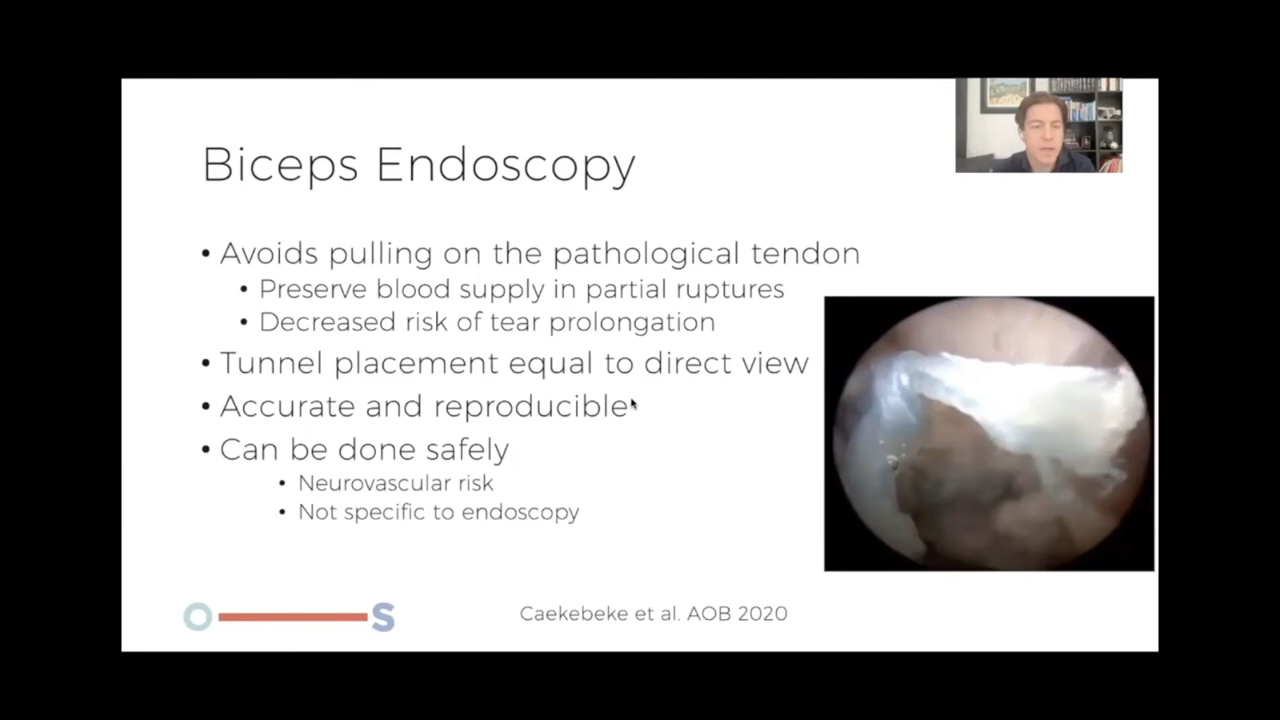 Biceps Endoscopy
• Avoids pulling on the pathological tendon
• Preserve blood supply in partial ruptures
• Decreased risk of tear prolongation
• Tunnel placement equal to direct view
• Accurate and reproducible
• Can be done safely
• Neurovascular risk
• Not specific to endoscopy
O S
Caekebeke et al. AOB 2020